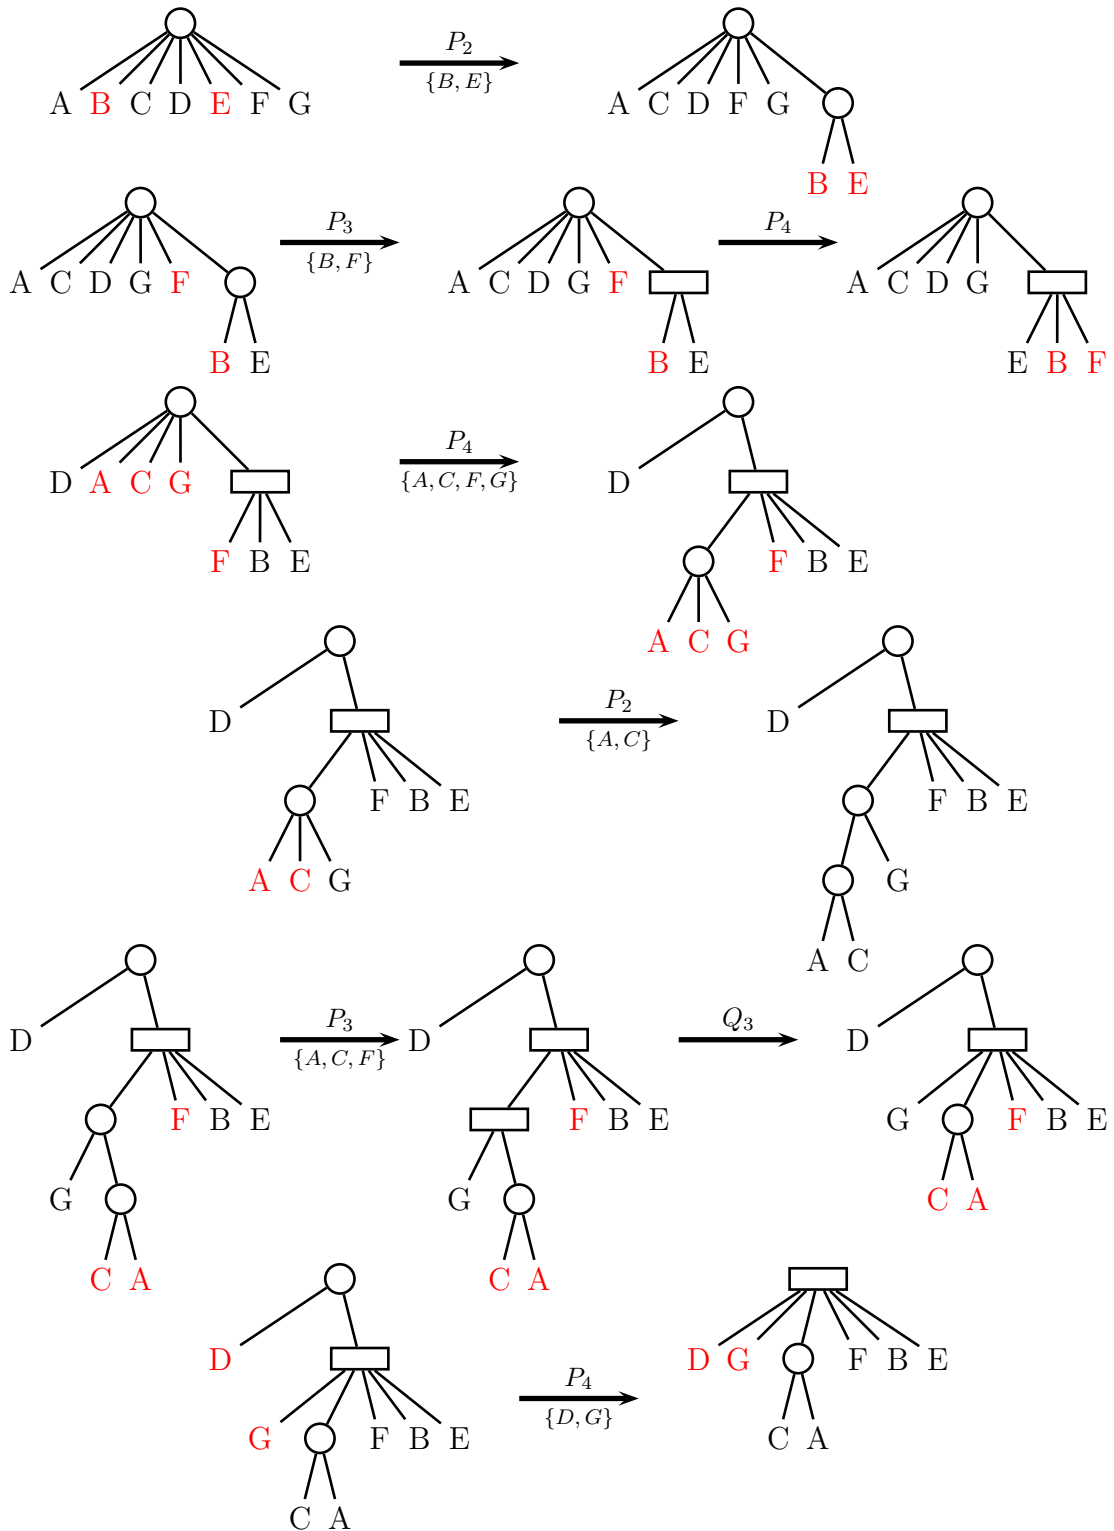 P₂
{B, E}
A B C D E F G
A C D F G
B E
P₃
{B, F}
P₄
A C D G F
A C D G F
A C D G
B E
B E
E B F
P₄
{A, C, F, G}
D A C G
D
F B E
F B E
A C G
P₂
{A, C}
D
D
F B E
F B E
A C G
G
A C
P₃
{A, C, F}
Q₃
D
D
D
F B E
F B E
G F B E
G
G
C A
C A
C A
P₄
{D, G}
D
D G F B E
G F B E
C A
C A